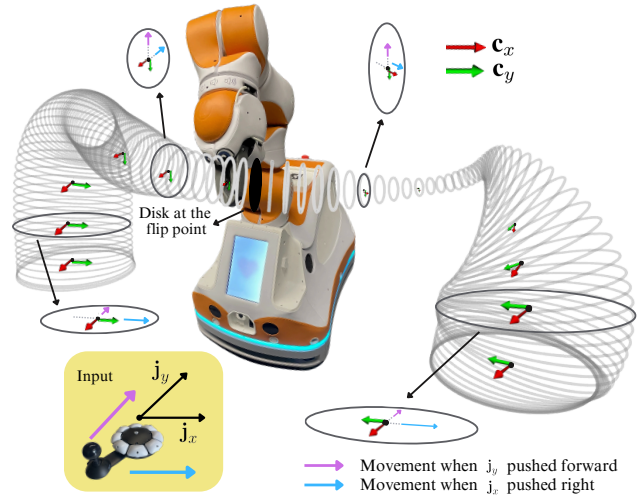 c_x
c_y
Disk at the
flip point
Input
j_y
j_x
Movement when j_y pushed forward
Movement when j_x pushed right